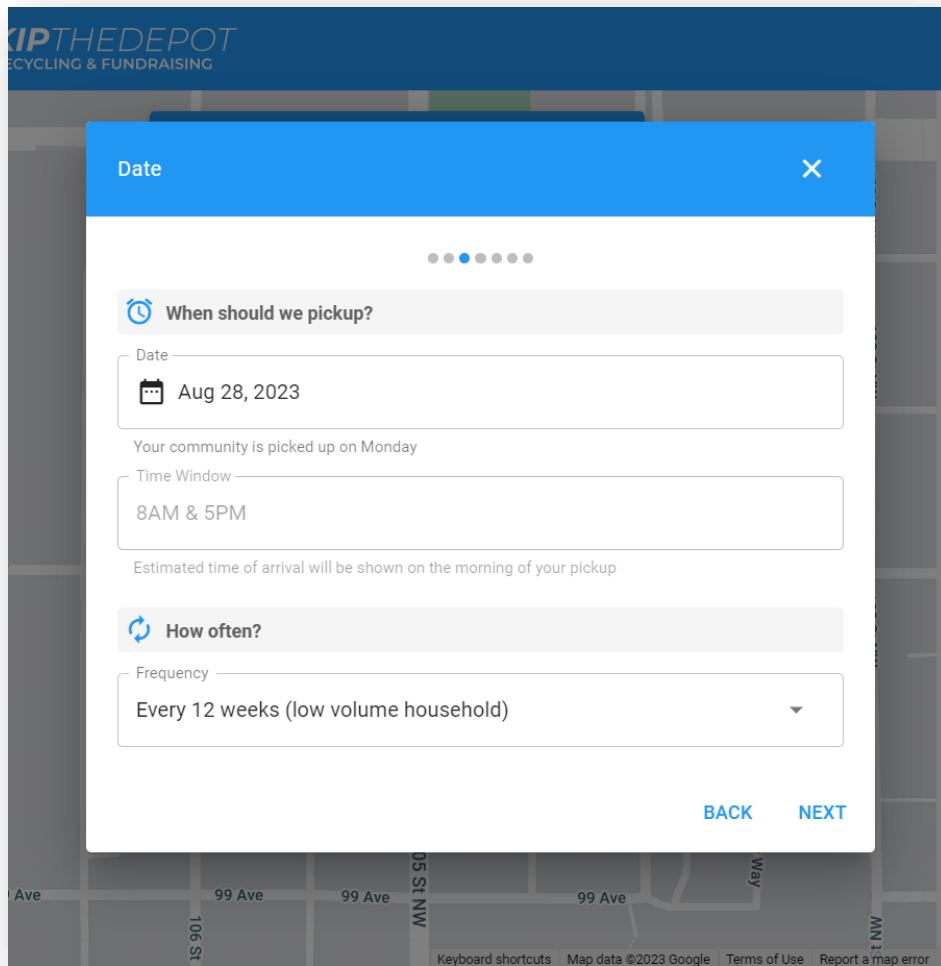 KIPTHEDEPOT
ECYCLING & FUNDRAISING
Date
When should we pickup?
Date
Aug 28, 2023
Your community is picked up on Monday
Time Window
8AM & 5PM
Estimated time of arrival will be shown on the morning of your pickup
How often?
Frequency
Every 12 weeks (low volume household)
BACK NEXT
05 St NW
Way
Ave
99 Ave
99 Ave
99 Ave
106 St
Keyboard shortcuts Map data ©2023 Google Terms of Use Report a map error